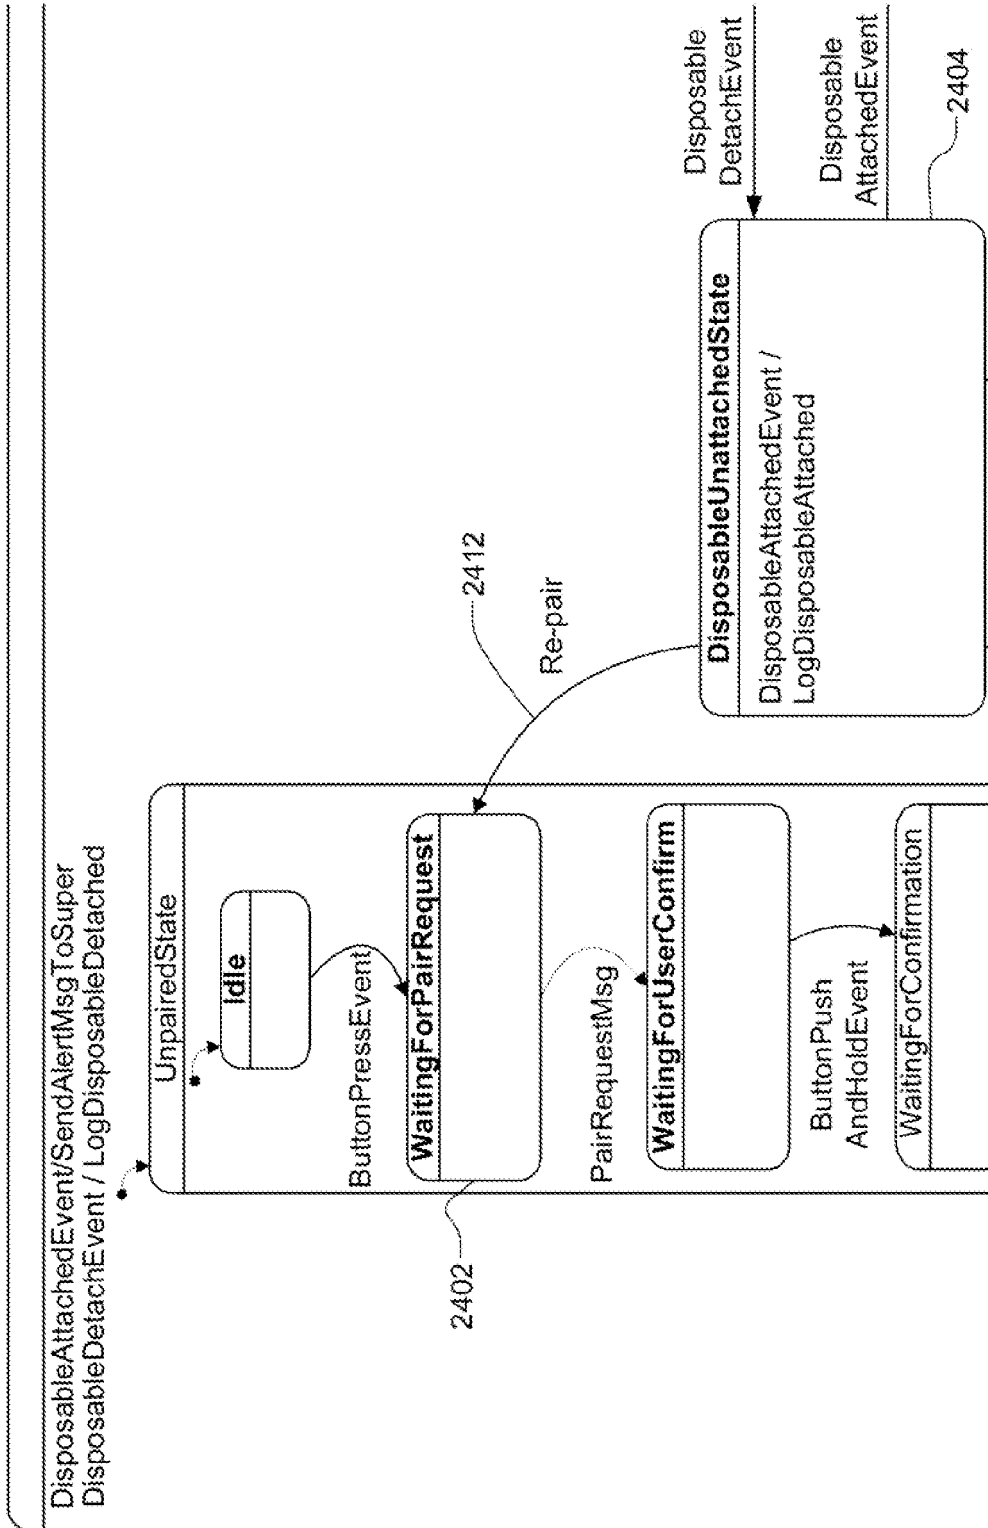 DisposableAttachedEvent/SendAlertMsgToSuper
DisposableDetachEvent / LogDisposableDetached
UnpairedState
Idle
ButtonPressEvent
WaitingForPairRequest
2402
PairRequestMsg
WaitingForUserConfirm
ButtonPush
AndHoldEvent
WaitingForConfirmation
2412
Re-pair
DisposableUnattachedState
DisposableAttachedEvent /
LogDisposableAttached
Disposable
DetachEvent
Disposable
AttachedEvent
2404